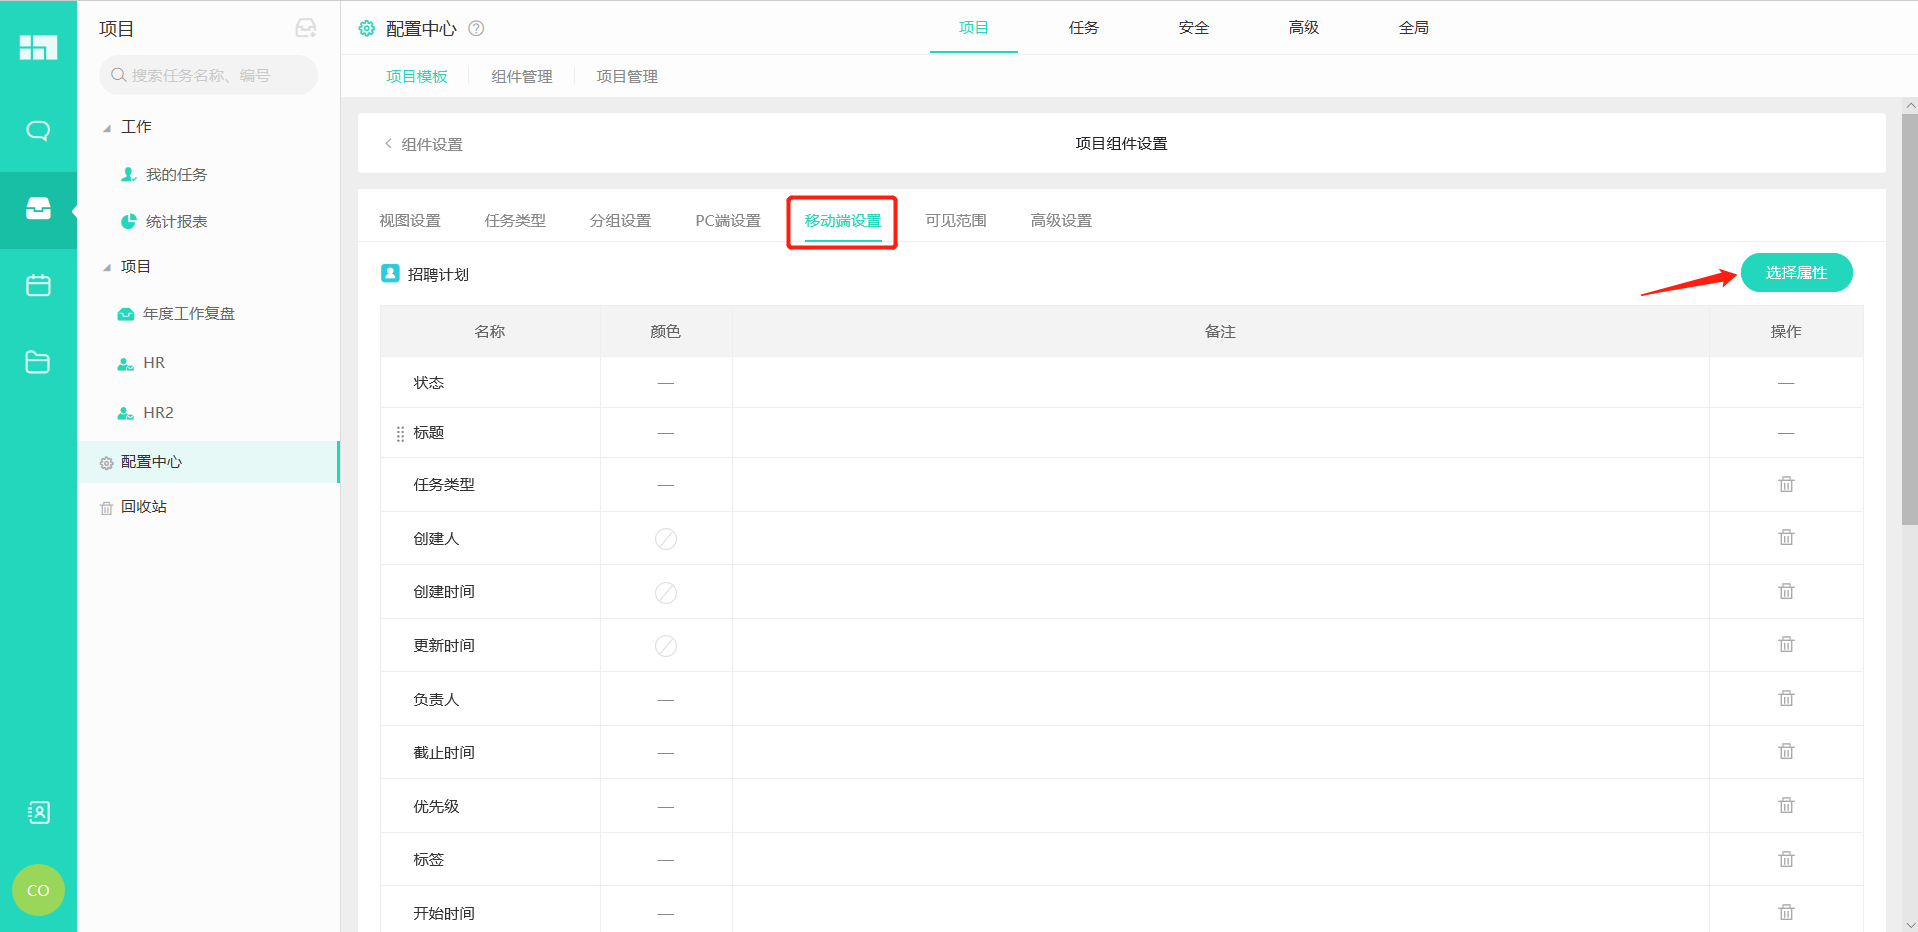 项目
搜索任务名称、编号
工作
我的任务
统计报表
项目
年度工作复盘
HR
HR2
配置中心
回收站
CO
配置中心
项目 任务 安全 高级 全局
项目模板 组件管理 项目管理
组件设置 项目组件设置
视图设置 任务类型 分组设置 PC端设置 移动端设置 可见范围 高级设置
招聘计划 选择属性
名称 颜色 备注 操作
状态 — —
标题 — —
任务类型 —
创建人
创建时间
更新时间
负责人 —
截止时间 —
优先级 —
标签 —
开始时间 —